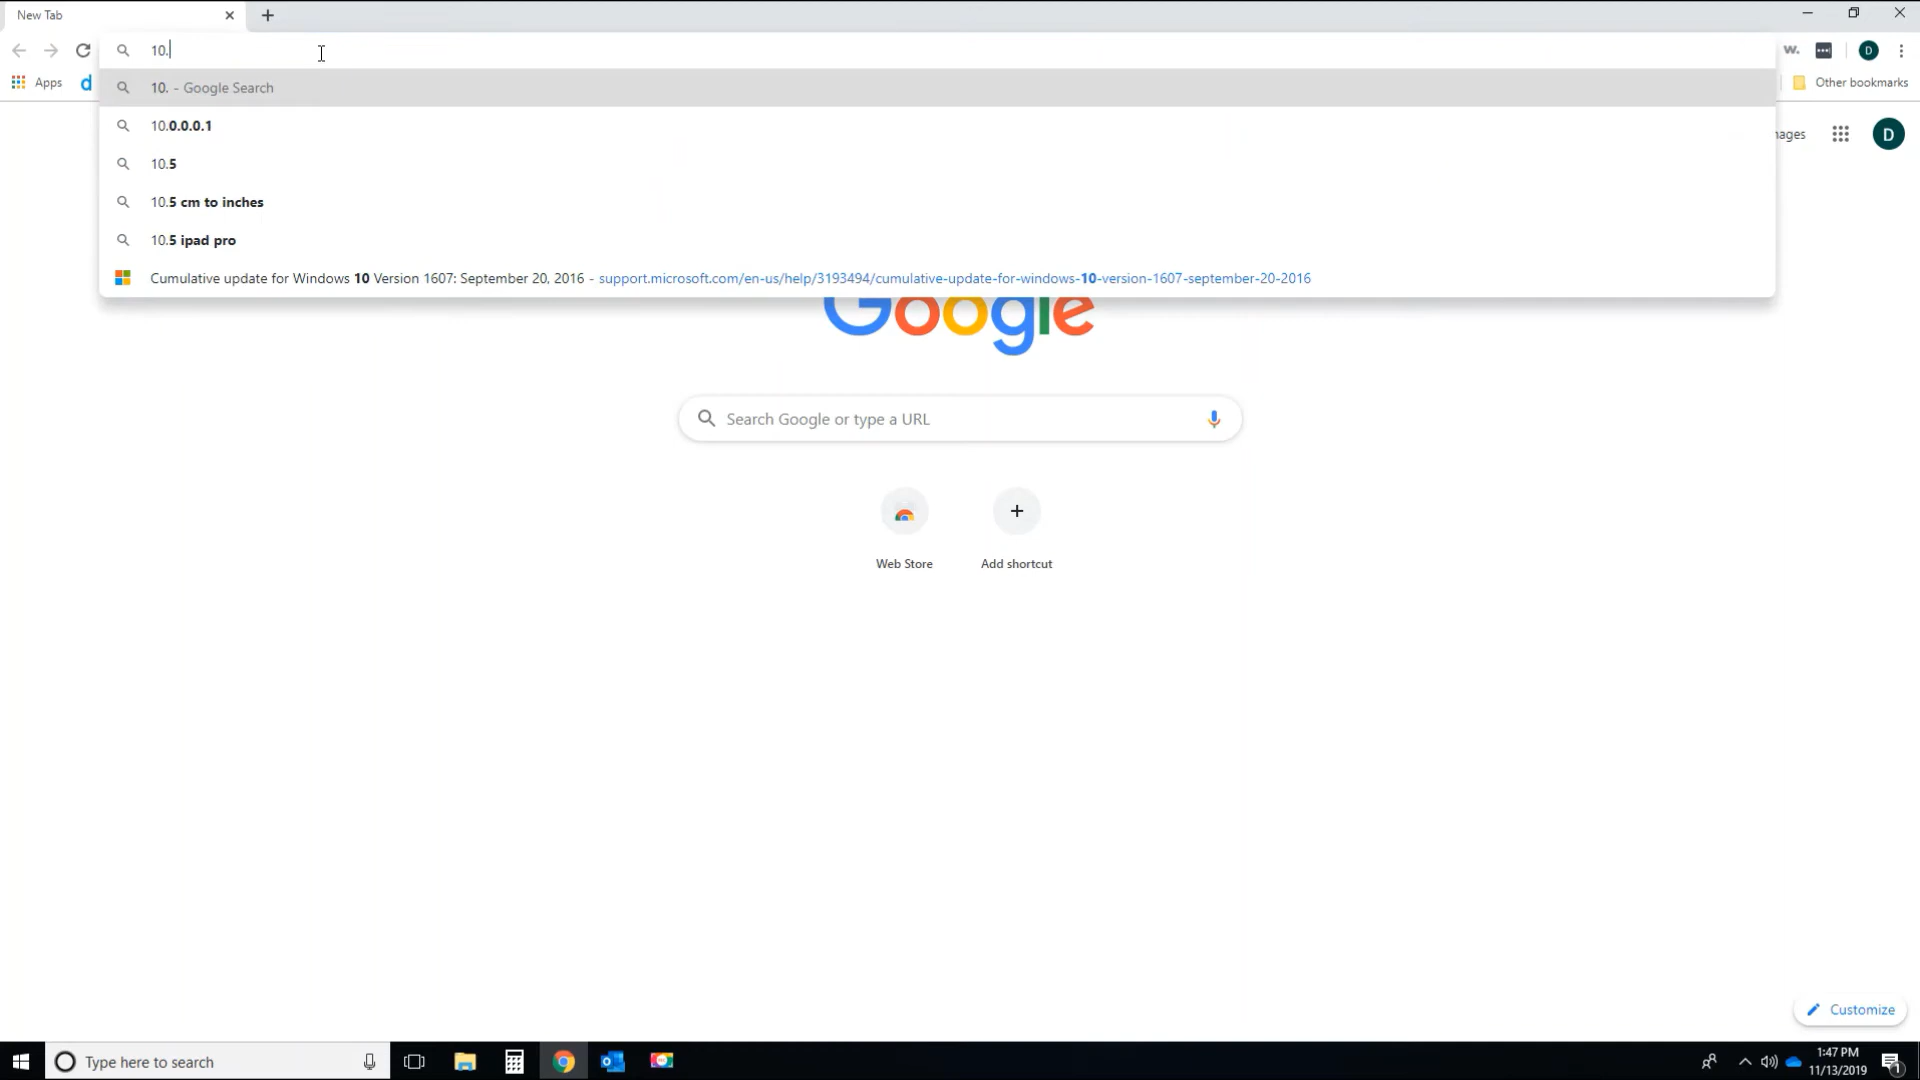 New Tab
10.
w.
D
Apps
d
Other bookmarks
10. - Google Search
10.0.0.0.1
10.5
10.5 cm to inches
10.5 ipad pro
Cumulative update for Windows 10 Version 1607: September 20, 2016 - support.microsoft.com/en-us/help/3193494/cumulative-update-for-windows-10-version-1607-september-20-2016
ages
D
Google
Search Google or type a URL
Web Store
Add shortcut
Customize
Type here to search
1:47 PM
11/13/2019
1